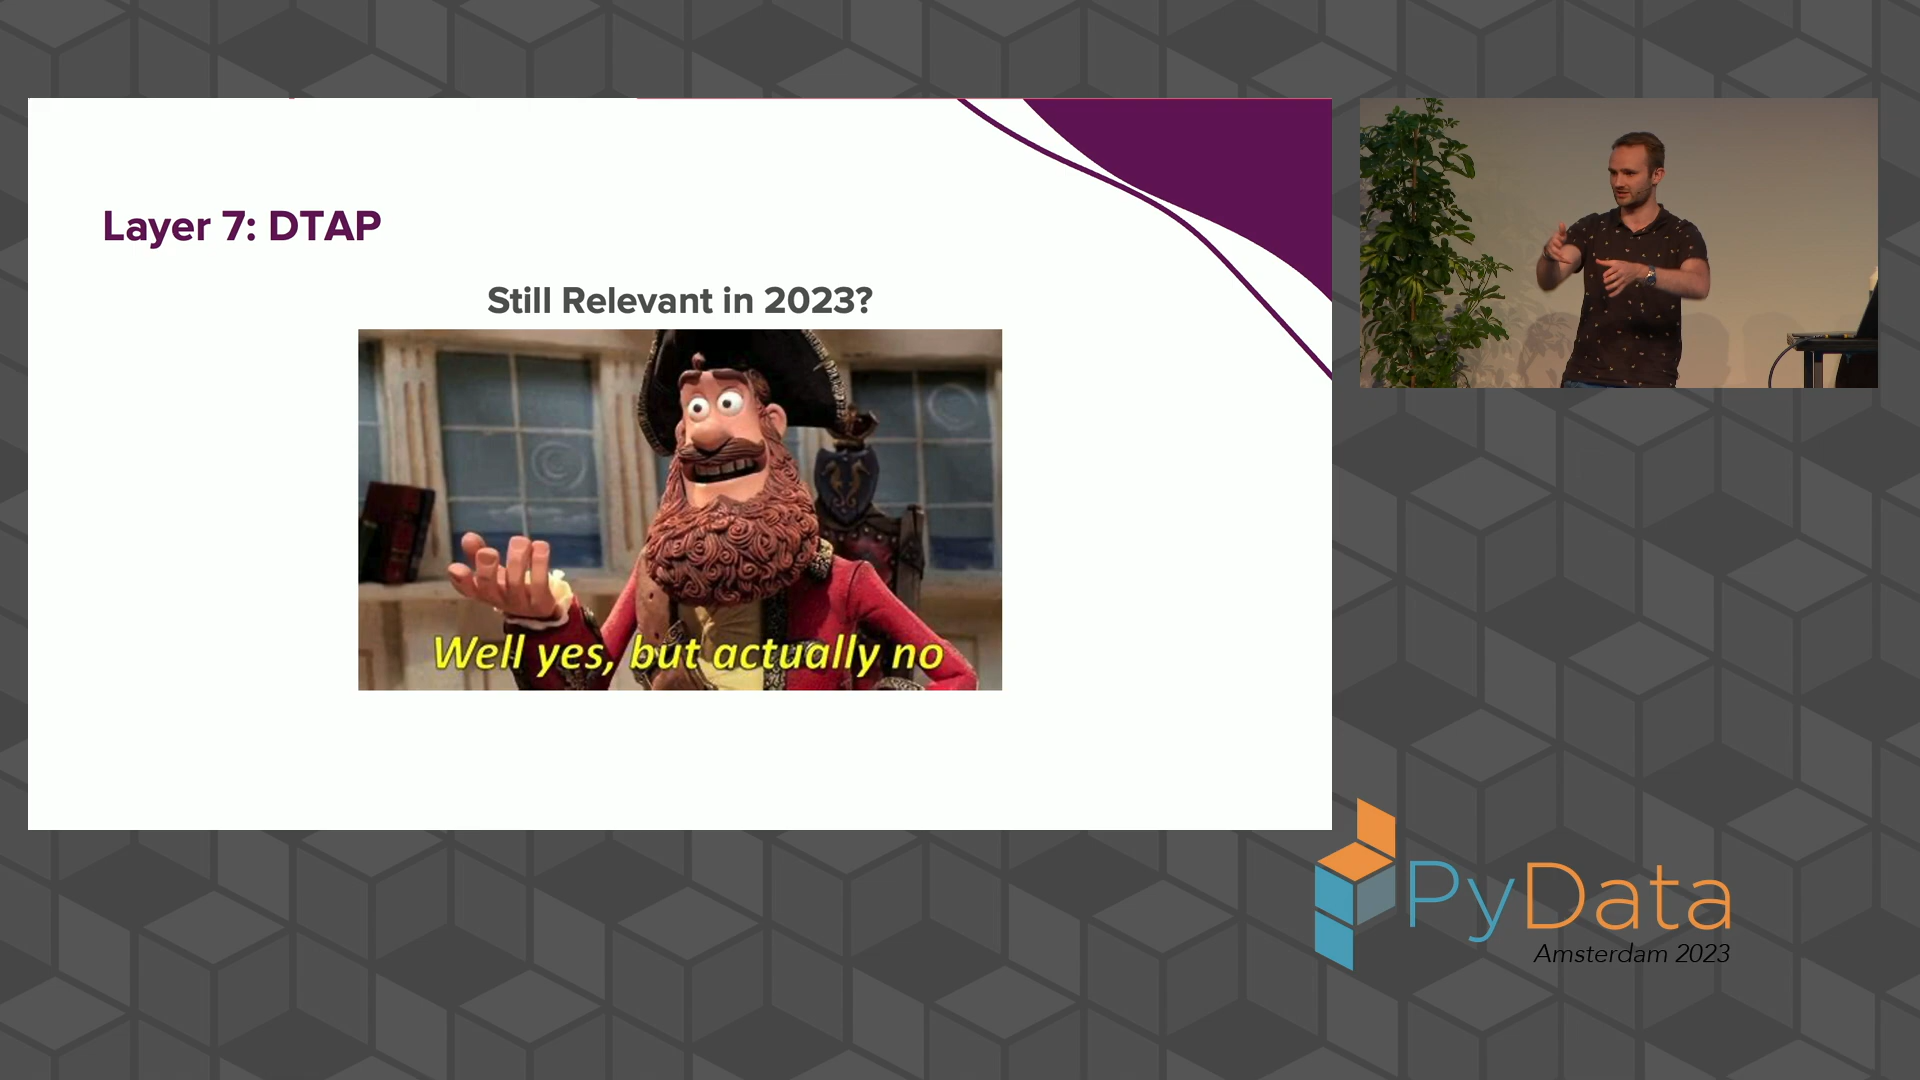 Layer 7: DTAP
Still Relevant in 2023?
Well yes, but actually no
PyData
Amsterdam 2023